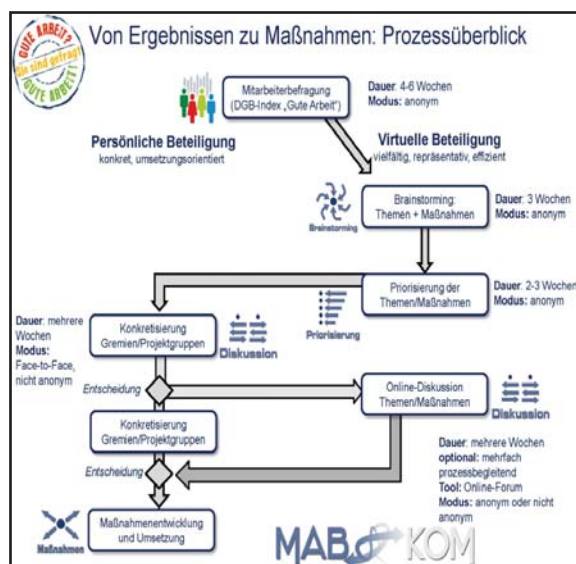 GUTE ARBEIT?
Sie sind gefragt!
GUTE ARBEIT!
Von Ergebnissen zu Maßnahmen: Prozessüberblick
Mitarbeiterbefragung
(DGB-Index „Gute Arbeit“)
Dauer: 4-6 Wochen
Modus: anonym
Persönliche Beteiligung
konkret, umsetzungsorientiert
Virtuelle Beteiligung
vielfältig, repräsentativ, effizient
Brainstorming
Brainstorming:
Themen + Maßnahmen
Dauer: 3 Wochen
Modus: anonym
Priorisierung
Priorisierung der
Themen/Maßnahmen
Dauer: 2-3 Wochen
Modus: anonym
Dauer: mehrere
Wochen
Modus:
Face-to-Face,
nicht anonym
Konkretisierung
Gremien/Projektgruppen
Diskussion
Entscheidung
Online-Diskussion
Themen/Maßnahmen
Diskussion
Konkretisierung
Gremien/Projektgruppen
Dauer: mehrere Wochen
optional: mehrfach
prozessbegleitend
Tool: Online-Forum
Modus: anonym oder nicht
anonym
Entscheidung
Maßnahmen
Maßnahmenentwicklung
und Umsetzung
MAB KOM